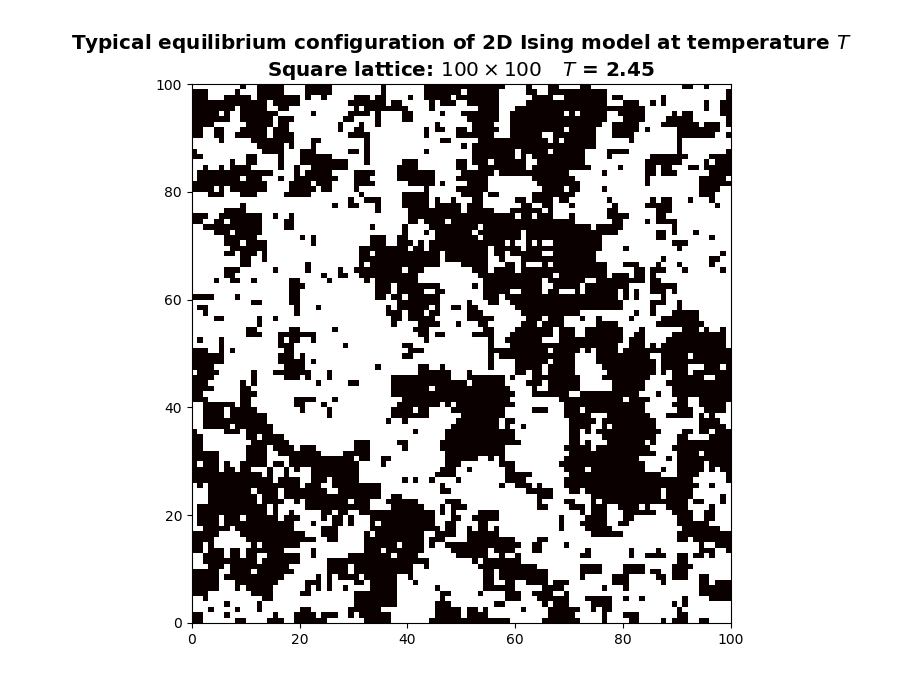 Typical equilibrium configuration of 2D Ising model at temperature T
Square lattice: 100 × 100 T = 2.45
100
80
60
40
20
0
0 20 40 60 80 100